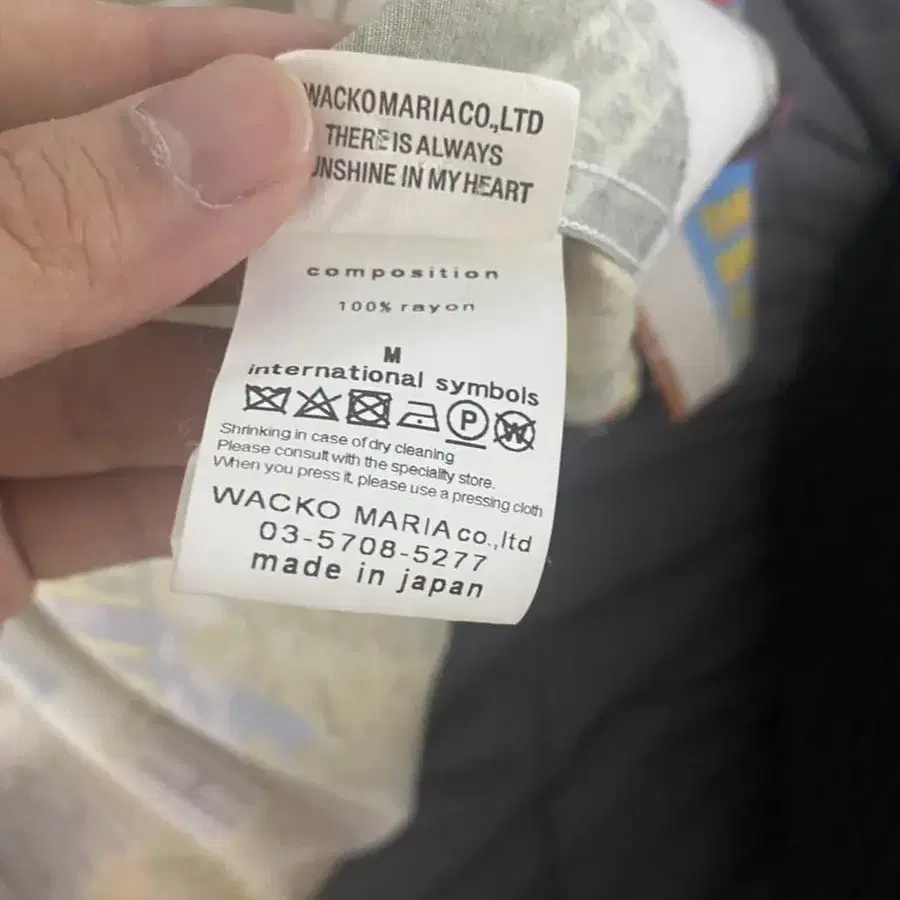 WACKO MARIA CO.,LTD
THERE IS ALWAYS
UNSHINE IN MY HEART
composition
100% rayon
M
international symbols
P W
Shrinking in case of dry cleaning
Please consult with the speciality store.
When you press it, please use a pressing cloth
WACKO MARIA co.,ltd
03-5708-5277
made in japan